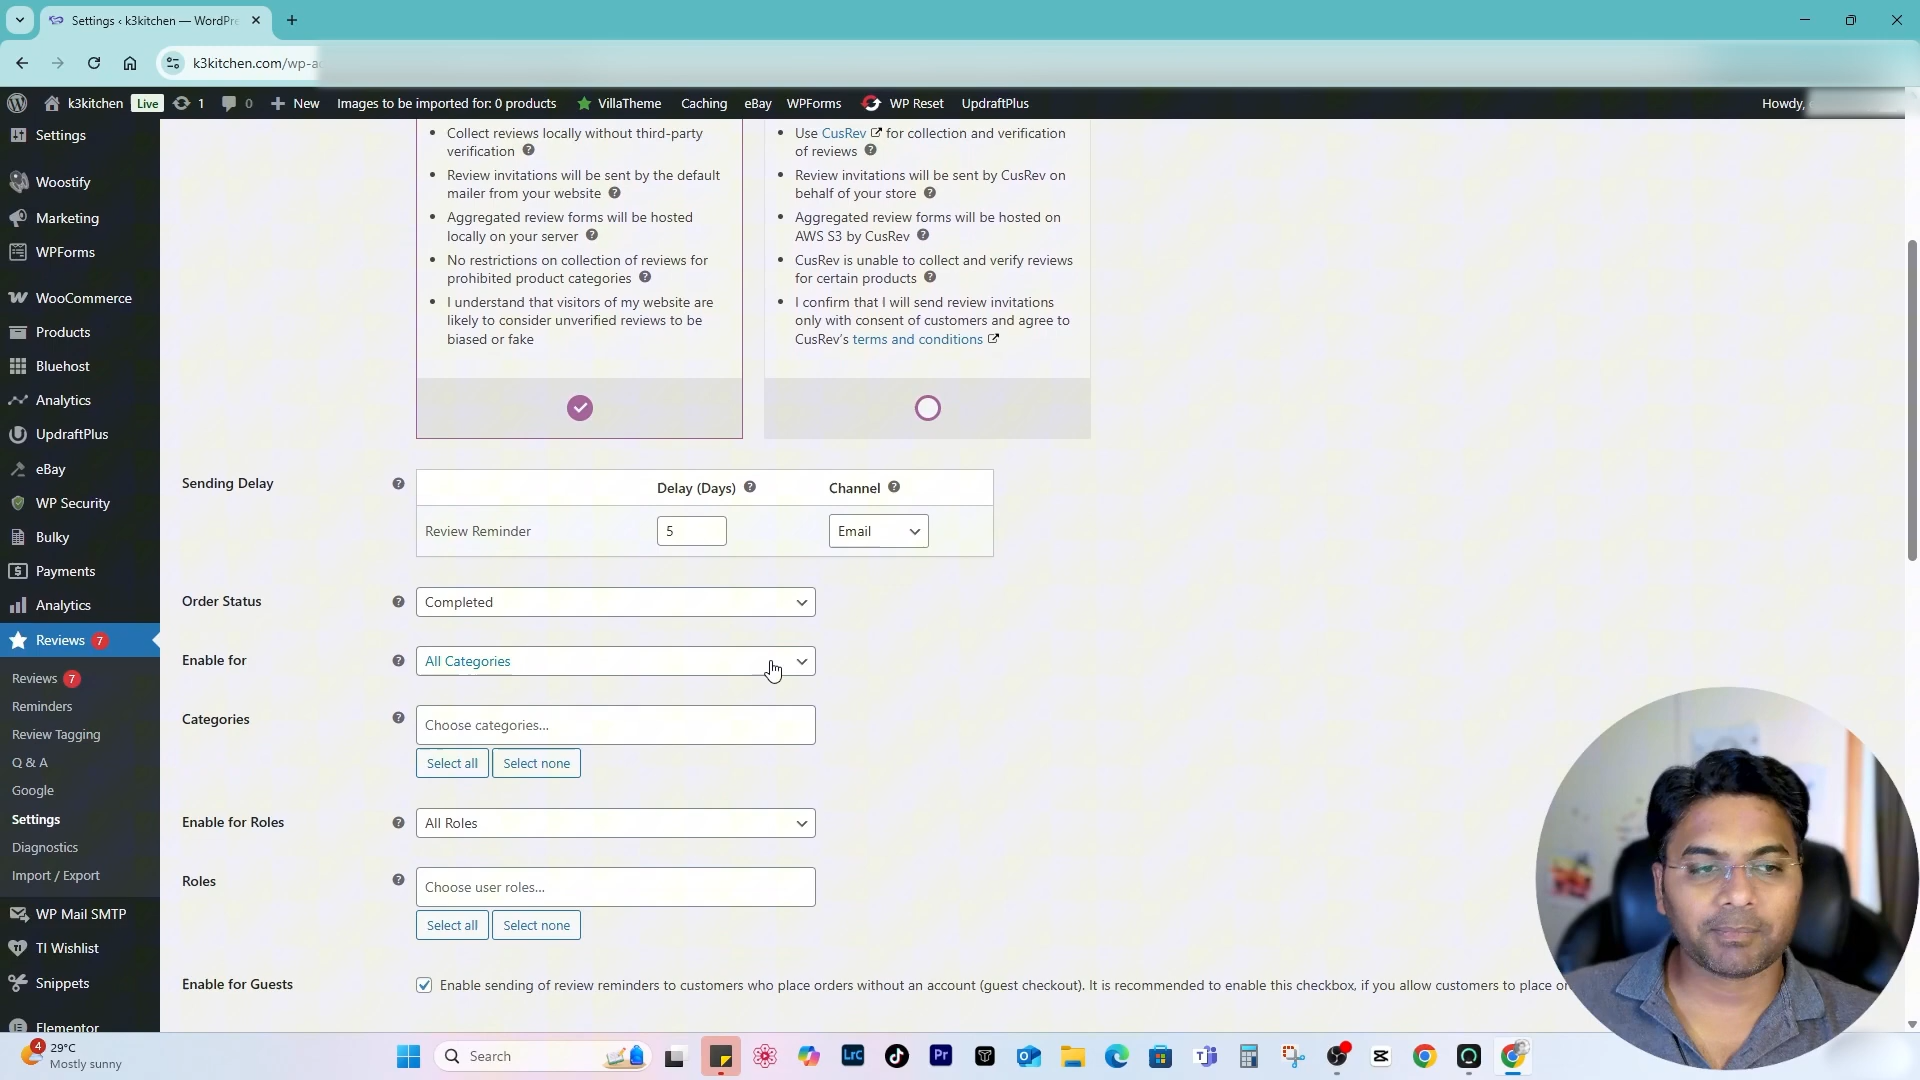 Settings ‹ k3kitchen — WordPre
k3kitchen.com/wp-a
k3kitchen Live 1 0 New Images to be imported for: 0 products VillaTheme Caching eBay WPForms WP Reset UpdraftPlus Howdy,
Settings
Woostify
Marketing
WPForms
WooCommerce
Products
Bluehost
Analytics
UpdraftPlus
eBay
WP Security
Bulky
Payments
Analytics
Reviews 7
Reviews 7
Reminders
Review Tagging
Q & A
Google
Settings
Diagnostics
Import / Export
WP Mail SMTP
TI Wishlist
Snippets
Elementor
• Collect reviews locally without third-party
verification
• Review invitations will be sent by the default
mailer from your website
• Aggregated review forms will be hosted
locally on your server
• No restrictions on collection of reviews for
prohibited product categories
• I understand that visitors of my website are
likely to consider unverified reviews to be
biased or fake
• Use CusRev for collection and verification
of reviews
• Review invitations will be sent by CusRev on
behalf of your store
• Aggregated review forms will be hosted on
AWS S3 by CusRev
• CusRev is unable to collect and verify reviews
for certain products
• I confirm that I will send review invitations
only with consent of customers and agree to
CusRev's terms and conditions
Sending Delay
Delay (Days) Channel
Review Reminder 5 Email
Order Status Completed
Enable for All Categories
Categories Choose categories...
Select all Select none
Enable for Roles All Roles
Roles Choose user roles...
Select all Select none
Enable for Guests Enable sending of review reminders to customers who place orders without an account (guest checkout). It is recommended to enable this checkbox, if you allow customers to place or
4 29°C
Mostly sunny
Search
Lrc
Pr